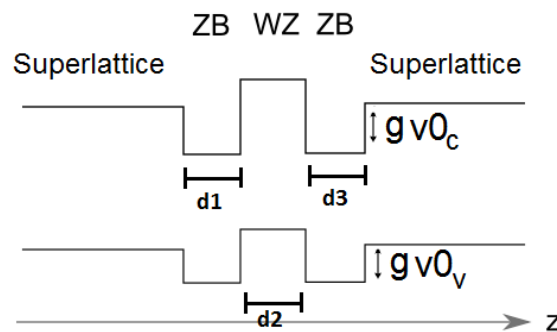 ZB WZ ZB
Superlattice Superlattice
g v0c
d1 d3
g v0v
d2
z